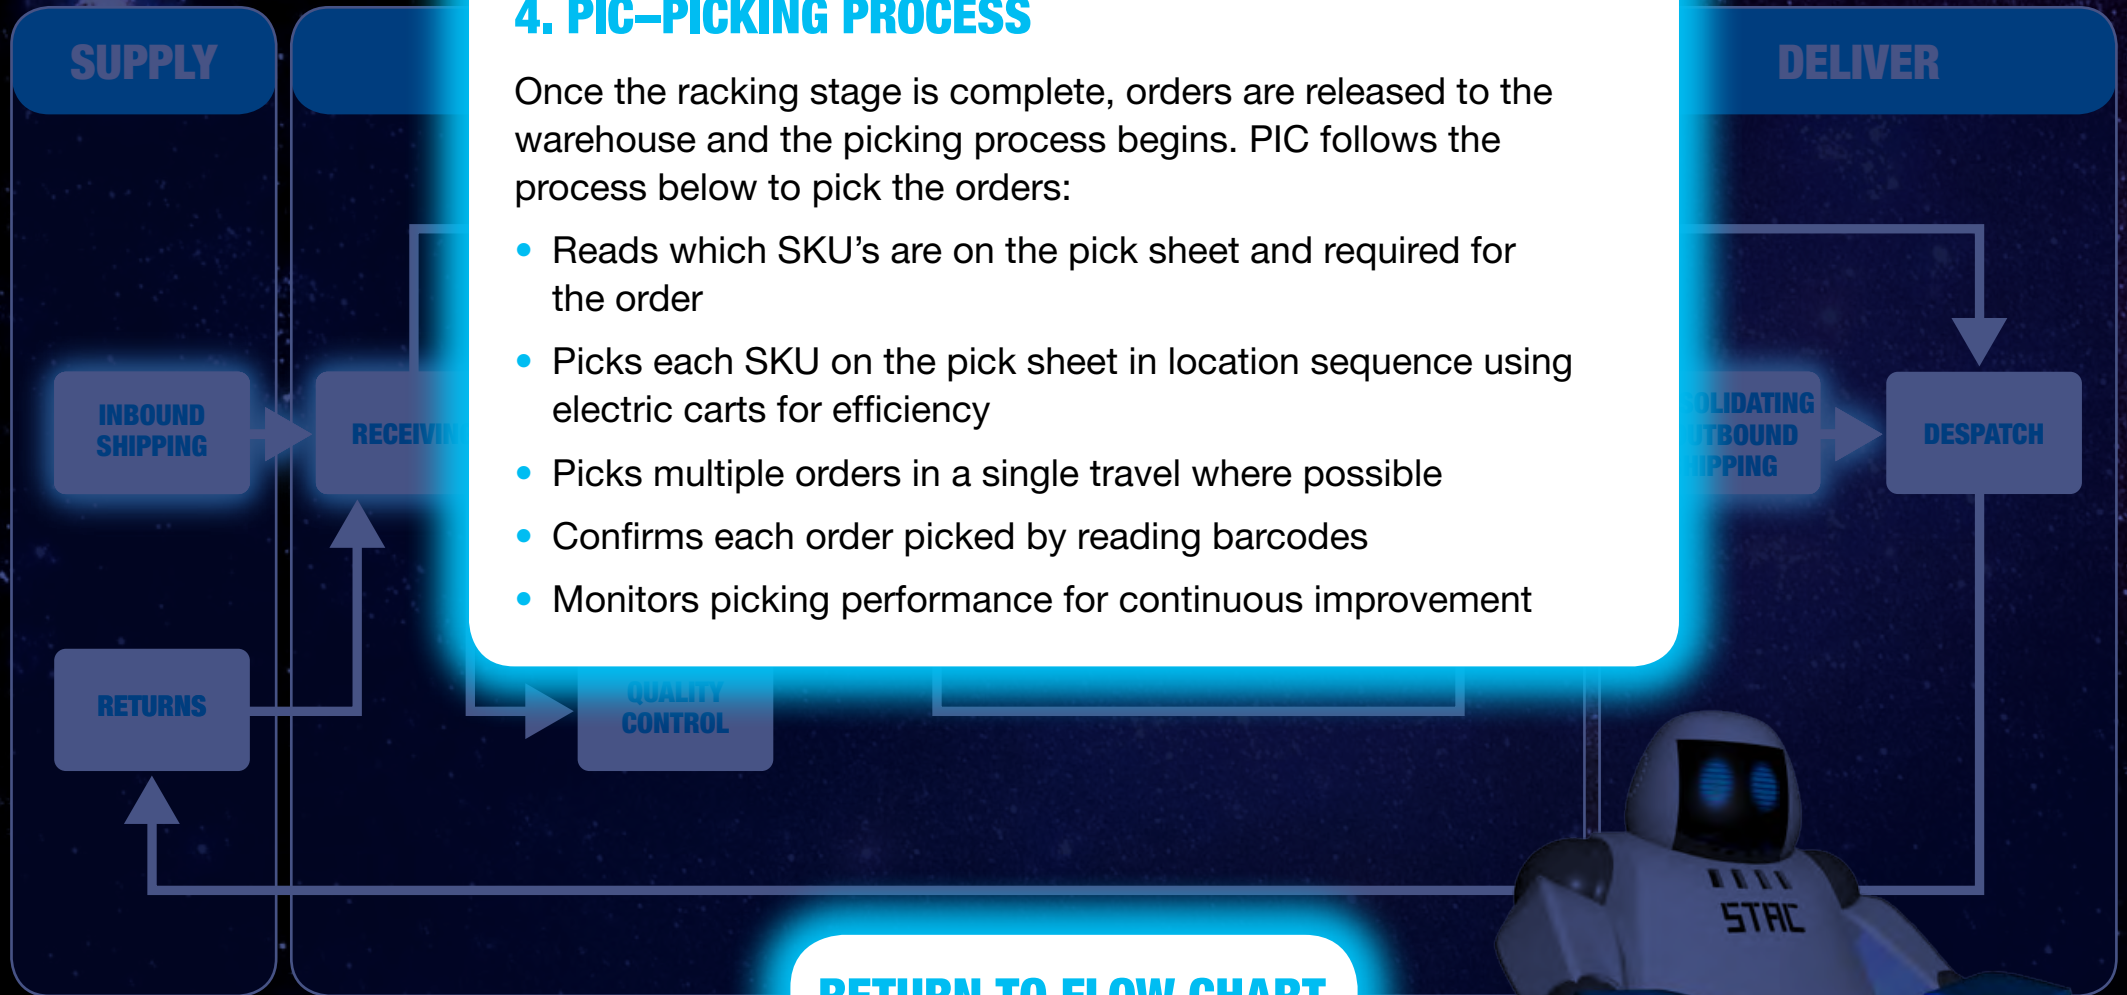 4. PIC–PICKING PROCESS
SUPPLY
DELIVER
Once the racking stage is complete, orders are released to the
warehouse and the picking process begins. PIC follows the
process below to pick the orders:
• Reads which SKU’s are on the pick sheet and required for
the order
• Picks each SKU on the pick sheet in location sequence using
electric carts for efficiency
• Picks multiple orders in a single travel where possible
• Confirms each order picked by reading barcodes
• Monitors picking performance for continuous improvement
INBOUND
SHIPPING
DESPATCH
RETURNS
QUALITY
CONTROL
STAC
RETURN TO FLOW CHART